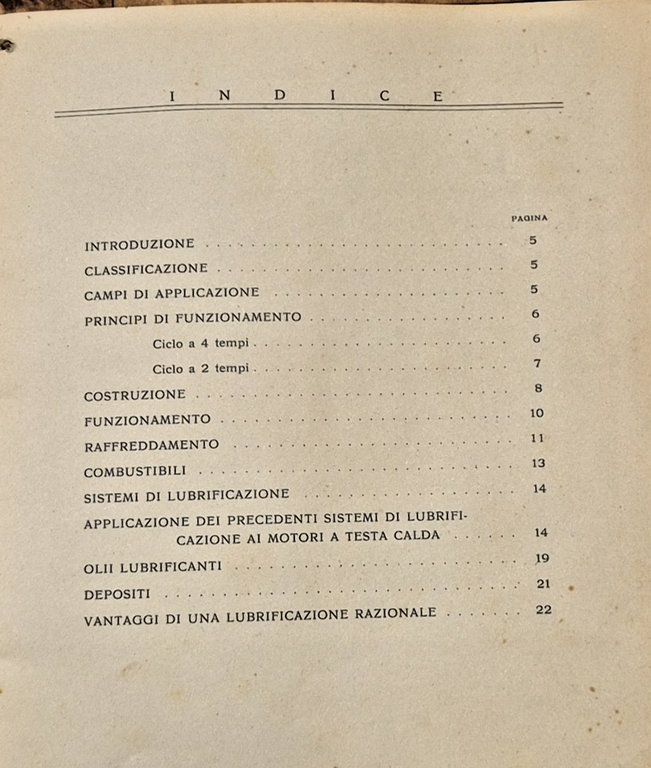 INDICE
PAGINA
INTRODUZIONE . . . . . . . . . . . . . . . . . . . . . . . . . . 5
CLASSIFICAZIONE . . . . . . . . . . . . . . . . . . . . . . . . . 5
CAMPI DI APPLICAZIONE . . . . . . . . . . . . . . . . . . . . 5
PRINCIPI DI FUNZIONAMENTO . . . . . . . . . . . . . . . . . 6
Ciclo a 4 tempi . . . . . . . . . . . . . . . . . . . . . . 6
Ciclo a 2 tempi . . . . . . . . . . . . . . . . . . . . . . 7
COSTRUZIONE . . . . . . . . . . . . . . . . . . . . . . . . . . . 8
FUNZIONAMENTO . . . . . . . . . . . . . . . . . . . . . . . . . 10
RAFFREDDAMENTO . . . . . . . . . . . . . . . . . . . . . . . . 11
COMBUSTIBILI . . . . . . . . . . . . . . . . . . . . . . . . . . . 13
SISTEMI DI LUBRIFICAZIONE . . . . . . . . . . . . . . . . . . 14
APPLICAZIONE DEI PRECEDENTI SISTEMI DI LUBRIFI-
CAZIONE AI MOTORI A TESTA CALDA . . . . . . 14
OLII LUBRIFICANTI . . . . . . . . . . . . . . . . . . . . . . . . 19
DEPOSITI . . . . . . . . . . . . . . . . . . . . . . . . . . . . . . 21
VANTAGGI DI UNA LUBRIFICAZIONE RAZIONALE . . . . . . . 22